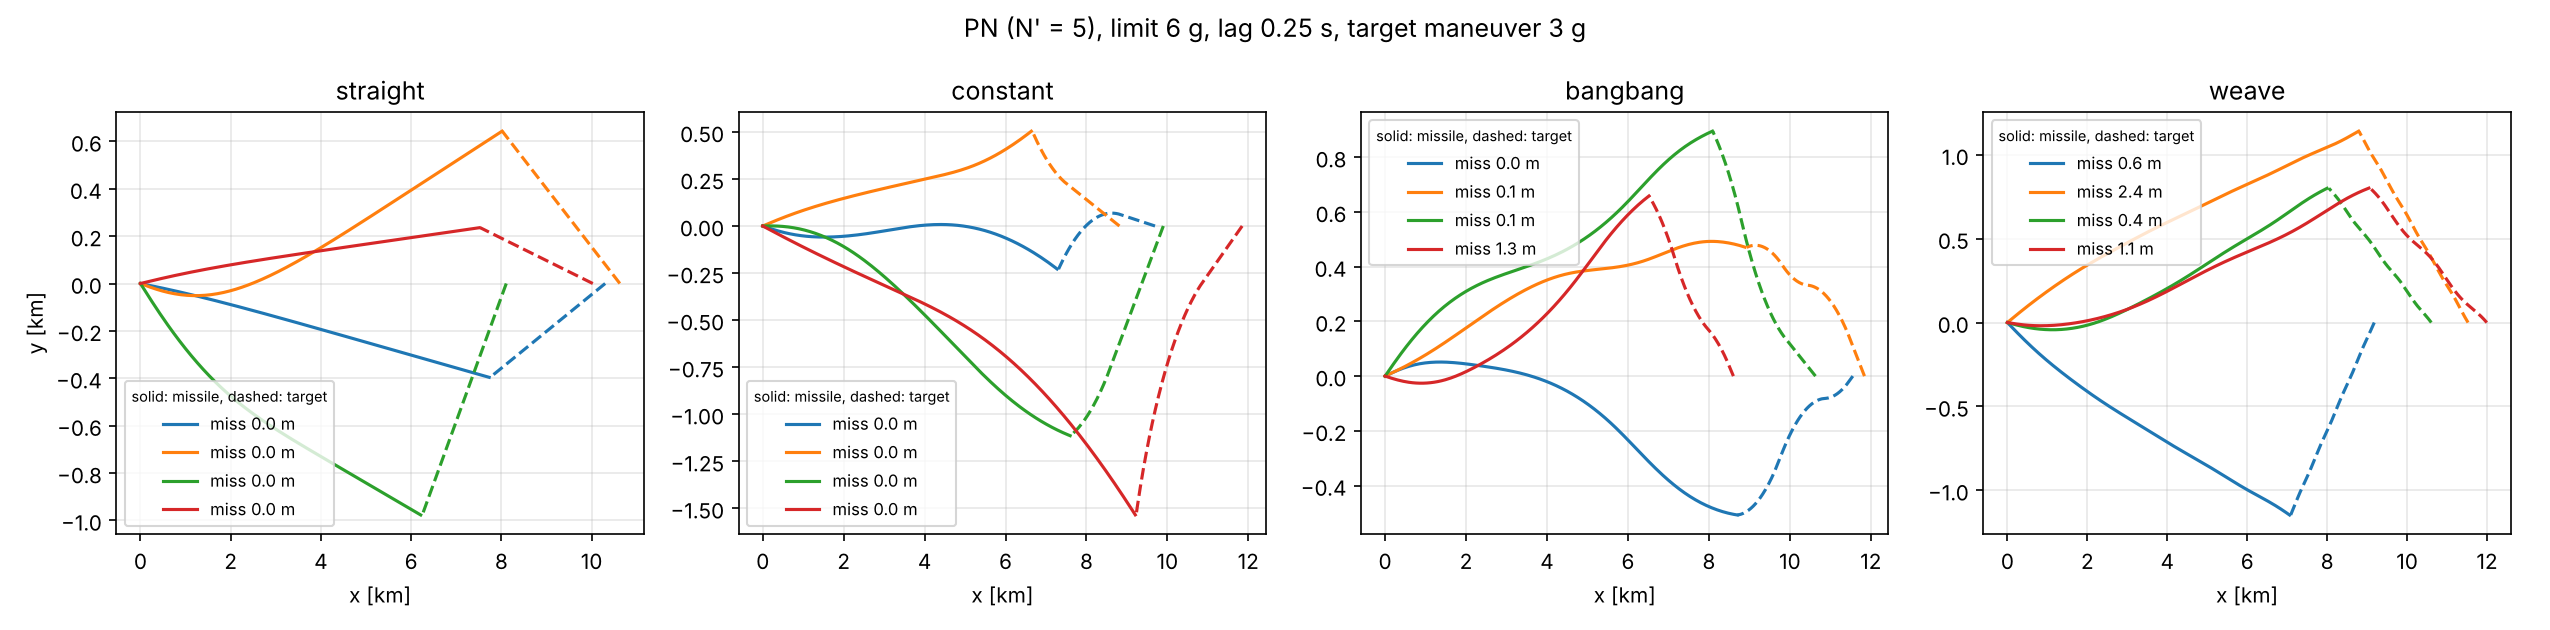 PN (N' = 5), limit 6 g, lag 0.25 s, target maneuver 3 g
straight
y [km]
0.6
0.4
0.2
0.0
−0.2
−0.4
−0.6
−0.8
−1.0
solid: missile, dashed: target
miss 0.0 m
miss 0.0 m
miss 0.0 m
miss 0.0 m
0 2 4 6 8 10
x [km]
constant
0.50
0.25
0.00
−0.25
−0.50
−0.75
−1.00
−1.25
−1.50
solid: missile, dashed: target
miss 0.0 m
miss 0.0 m
miss 0.0 m
miss 0.0 m
0 2 4 6 8 10 12
x [km]
bangbang
solid: missile, dashed: target
miss 0.0 m
miss 0.1 m
miss 0.1 m
miss 1.3 m
0.8
0.6
0.4
0.2
0.0
−0.2
−0.4
0 2 4 6 8 10 12
x [km]
weave
solid: missile, dashed: target
miss 0.6 m
miss 2.4 m
miss 0.4 m
miss 1.1 m
1.0
0.5
0.0
−0.5
−1.0
0 2 4 6 8 10 12
x [km]